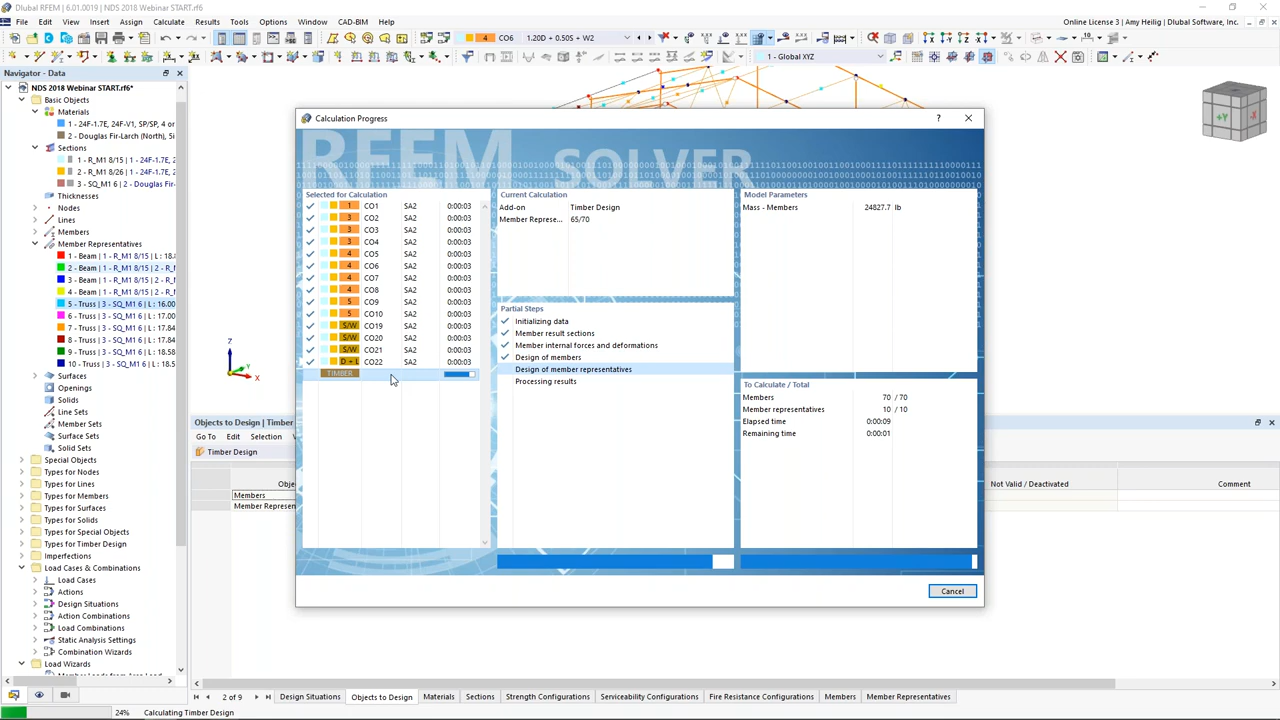 Dlubal RFEM | 6.01.0019 | NDS 2018 Webinar START.rf6
File Edit View Insert Assign Calculate Results Tools Options Window CAD-BIM Help
Online License 3 | Amy Heilig | Dlubal Software, Inc.
4 CO6 1.20D + 0.50S + W2
1 - Global XYZ
Navigator - Data
NDS 2018 Webinar START.rf6*
Basic Objects
Materials
1 - 24F-1.7E, 24F-V1, SP/SP, 4 or
2 - Douglas Fir-Larch (North), Si
Sections
1 - R_M1 8/15 | 1 - 24F-1.7E, 2
2 - R_M1 8/26 | 1 - 24F-1.7E, 2
3 - SQ_M1 6 | 2 - Douglas Fir-
Thicknesses
Nodes
Lines
Members
Member Representatives
1 - Beam | 1 - R_M1 8/15 | L : 18.8
2 - Beam | 1 - R_M1 8/15 | 2 - R_M
3 - Beam | 1 - R_M1 8/15 | 2 - R_M
4 - Beam | 1 - R_M1 8/15 | 2 - R_M
5 - Truss | 3 - SQ_M1 6 | L : 16.00
6 - Truss | 3 - SQ_M1 6 | L : 17.00
7 - Truss | 3 - SQ_M1 6 | L : 17.84
8 - Truss | 3 - SQ_M1 6 | L : 17.84
9 - Truss | 3 - SQ_M1 6 | L : 18.58
10 - Truss | 3 - SQ_M1 6 | L : 18.5
Surfaces
Openings
Solids
Line Sets
Member Sets
Surface Sets
Solid Sets
Special Objects
Types for Nodes
Types for Lines
Types for Members
Types for Surfaces
Types for Solids
Types for Special Objects
Types for Timber Design
Imperfections
Load Cases & Combinations
Load Cases
Actions
Design Situations
Action Combinations
Load Combinations
Static Analysis Settings
Combination Wizards
Load Wizards
Member Loads from Area Load
Calculation Progress
RFEM SOLVER
Selected for Calculation
1 CO1 SA2 0:00:03
3 CO2 SA2 0:00:03
3 CO3 SA2 0:00:03
3 CO4 SA2 0:00:03
4 CO5 SA2 0:00:03
4 CO6 SA2 0:00:03
4 CO7 SA2 0:00:03
4 CO8 SA2 0:00:03
5 CO9 SA2 0:00:03
5 CO10 SA2 0:00:03
S/W CO19 SA2 0:00:03
S/W CO20 SA2 0:00:03
S/W CO21 SA2 0:00:03
D + L CO22 SA2 0:00:03
TIMBER
Current Calculation
Add-on Timber Design
Member Represe... 65/70
Partial Steps
Initializing data
Member result sections
Member internal forces and deformations
Design of members
Design of member representatives
Processing results
Model Parameters
Mass - Members 24827.7 lb
To Calculate / Total
Members 70 / 70
Member representatives 10 / 10
Elapsed time 0:00:09
Remaining time 0:00:01
Cancel
Z
X
+Y
-X
Objects to Design | Timber
Go To Edit Selection
Timber Design
Obje
Not Valid / Deactivated
Comment
Members
Member Represen
2 of 9
Design Situations Objects to Design Materials Sections Strength Configurations Serviceability Configurations Fire Resistance Configurations Members Member Representatives
24% Calculating Timber Design